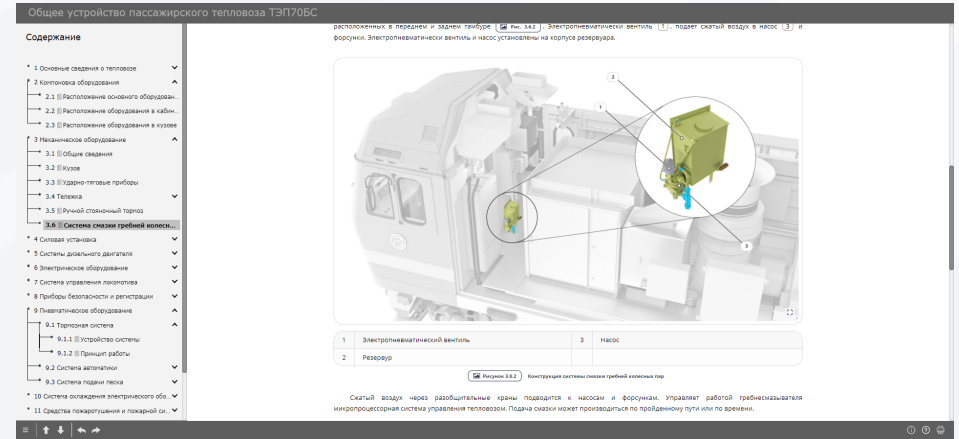 Общее устройство пассажирского тепловоза ТЭП70БС
Содержание
1 Основные сведения о тепловозе
2 Компоновка оборудования
2.1 Расположение основного оборудован...
2.2 Расположение оборудования в кабин...
2.3 Расположение оборудования в кузове
3 Механическое оборудование
3.1 Общие сведения
3.2 Кузов
3.3 Ударно-тяговые приборы
3.4 Тележка
3.5 Ручной стояночный тормоз
3.6 Система смазки гребней колесн...
4 Силовая установка
5 Системы дизельного двигателя
6 Электрическое оборудование
7 Система управления локомотива
8 Приборы безопасности и регистрации
9 Пневматическое оборудование
9.1 Тормозная система
9.1.1 Устройство системы
9.1.2 Принцип работы
9.2 Система автоматики
9.3 Система подачи песка
10 Система охлаждения электрического обо...
11 Средства пожаротушения и пожарной си...
расположенных в переднем и заднем тамбуре Рис. 3.6.2 . Электропневматически вентиль 1 , подает сжатый воздух в насос 3 и
форсунки. Электропневматически вентиль и насос установлены на корпусе резервуара.
2
1
3
1 Электропневматический вентиль 3 Насос
2 Резервур
Рисунок 3.6.2 Конструкция системы смазки гребней колесных пар
Сжатый воздух через разобщительные краны подводится к насосам и форсункам. Управляет работой гребнесмазывателя
микропроцессорная система управления тепловозом. Подача смазки может производиться по пройденному пути или по времени.